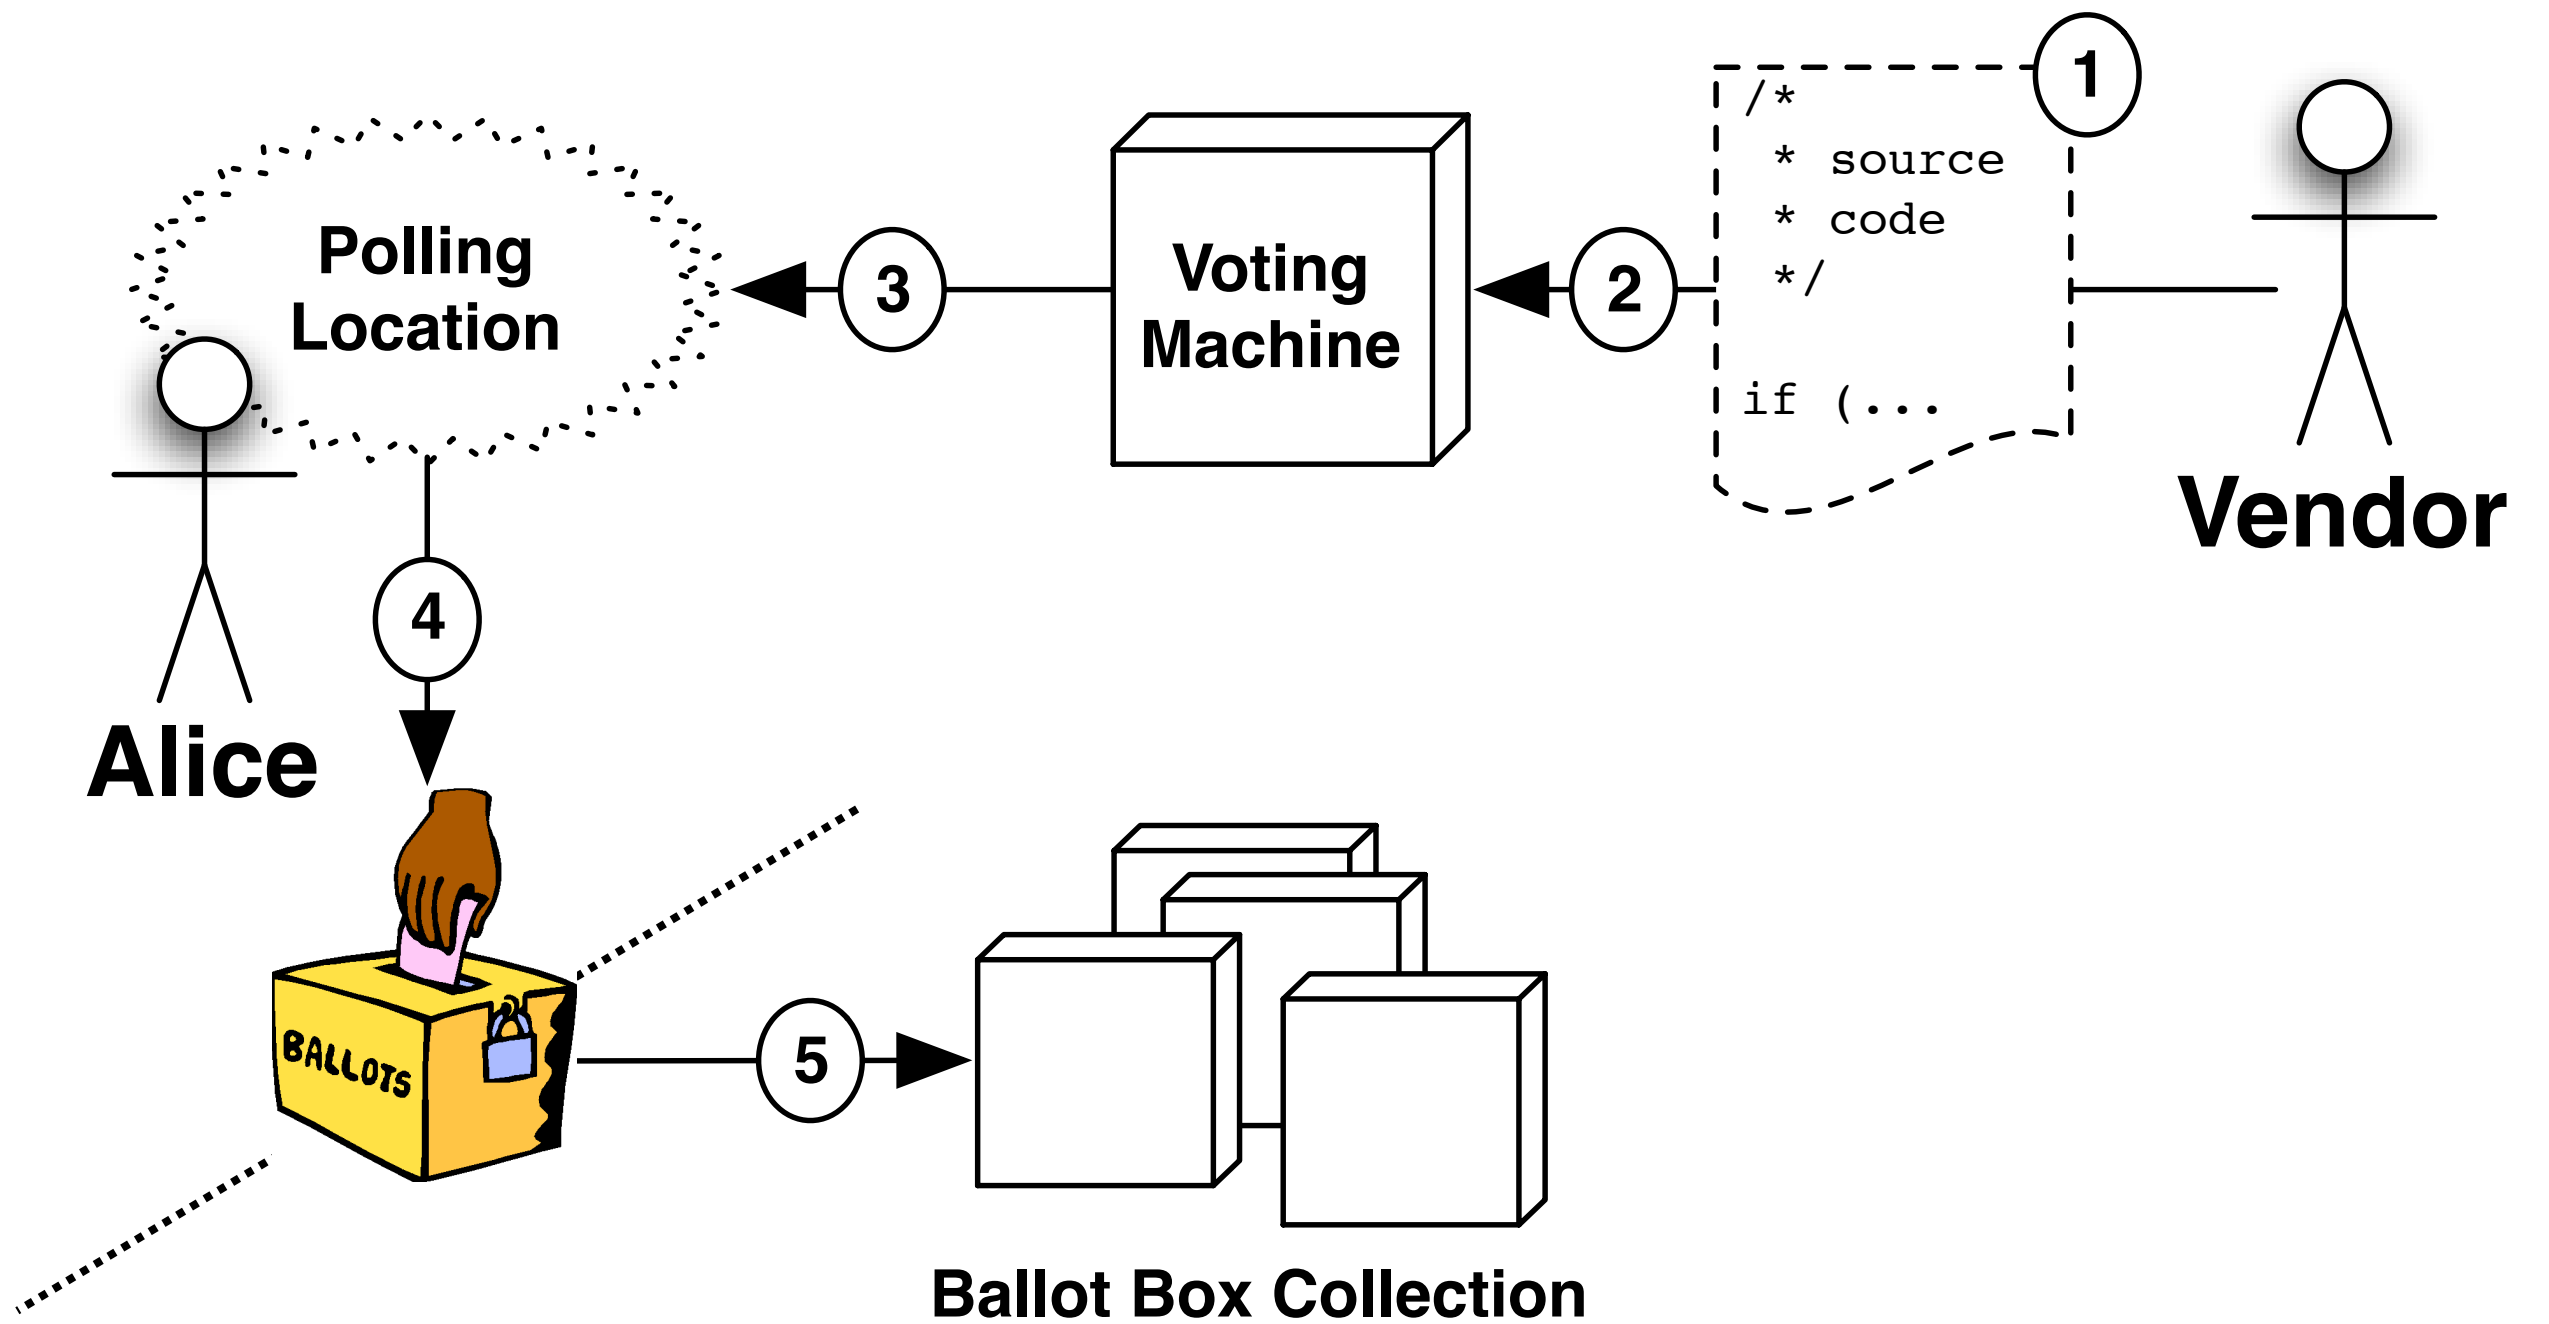 1
/*
* source
* code
*/
if (...
Vendor
2
Voting
Machine
3
Polling
Location
Alice
4
BALLOTS
5
Ballot Box Collection